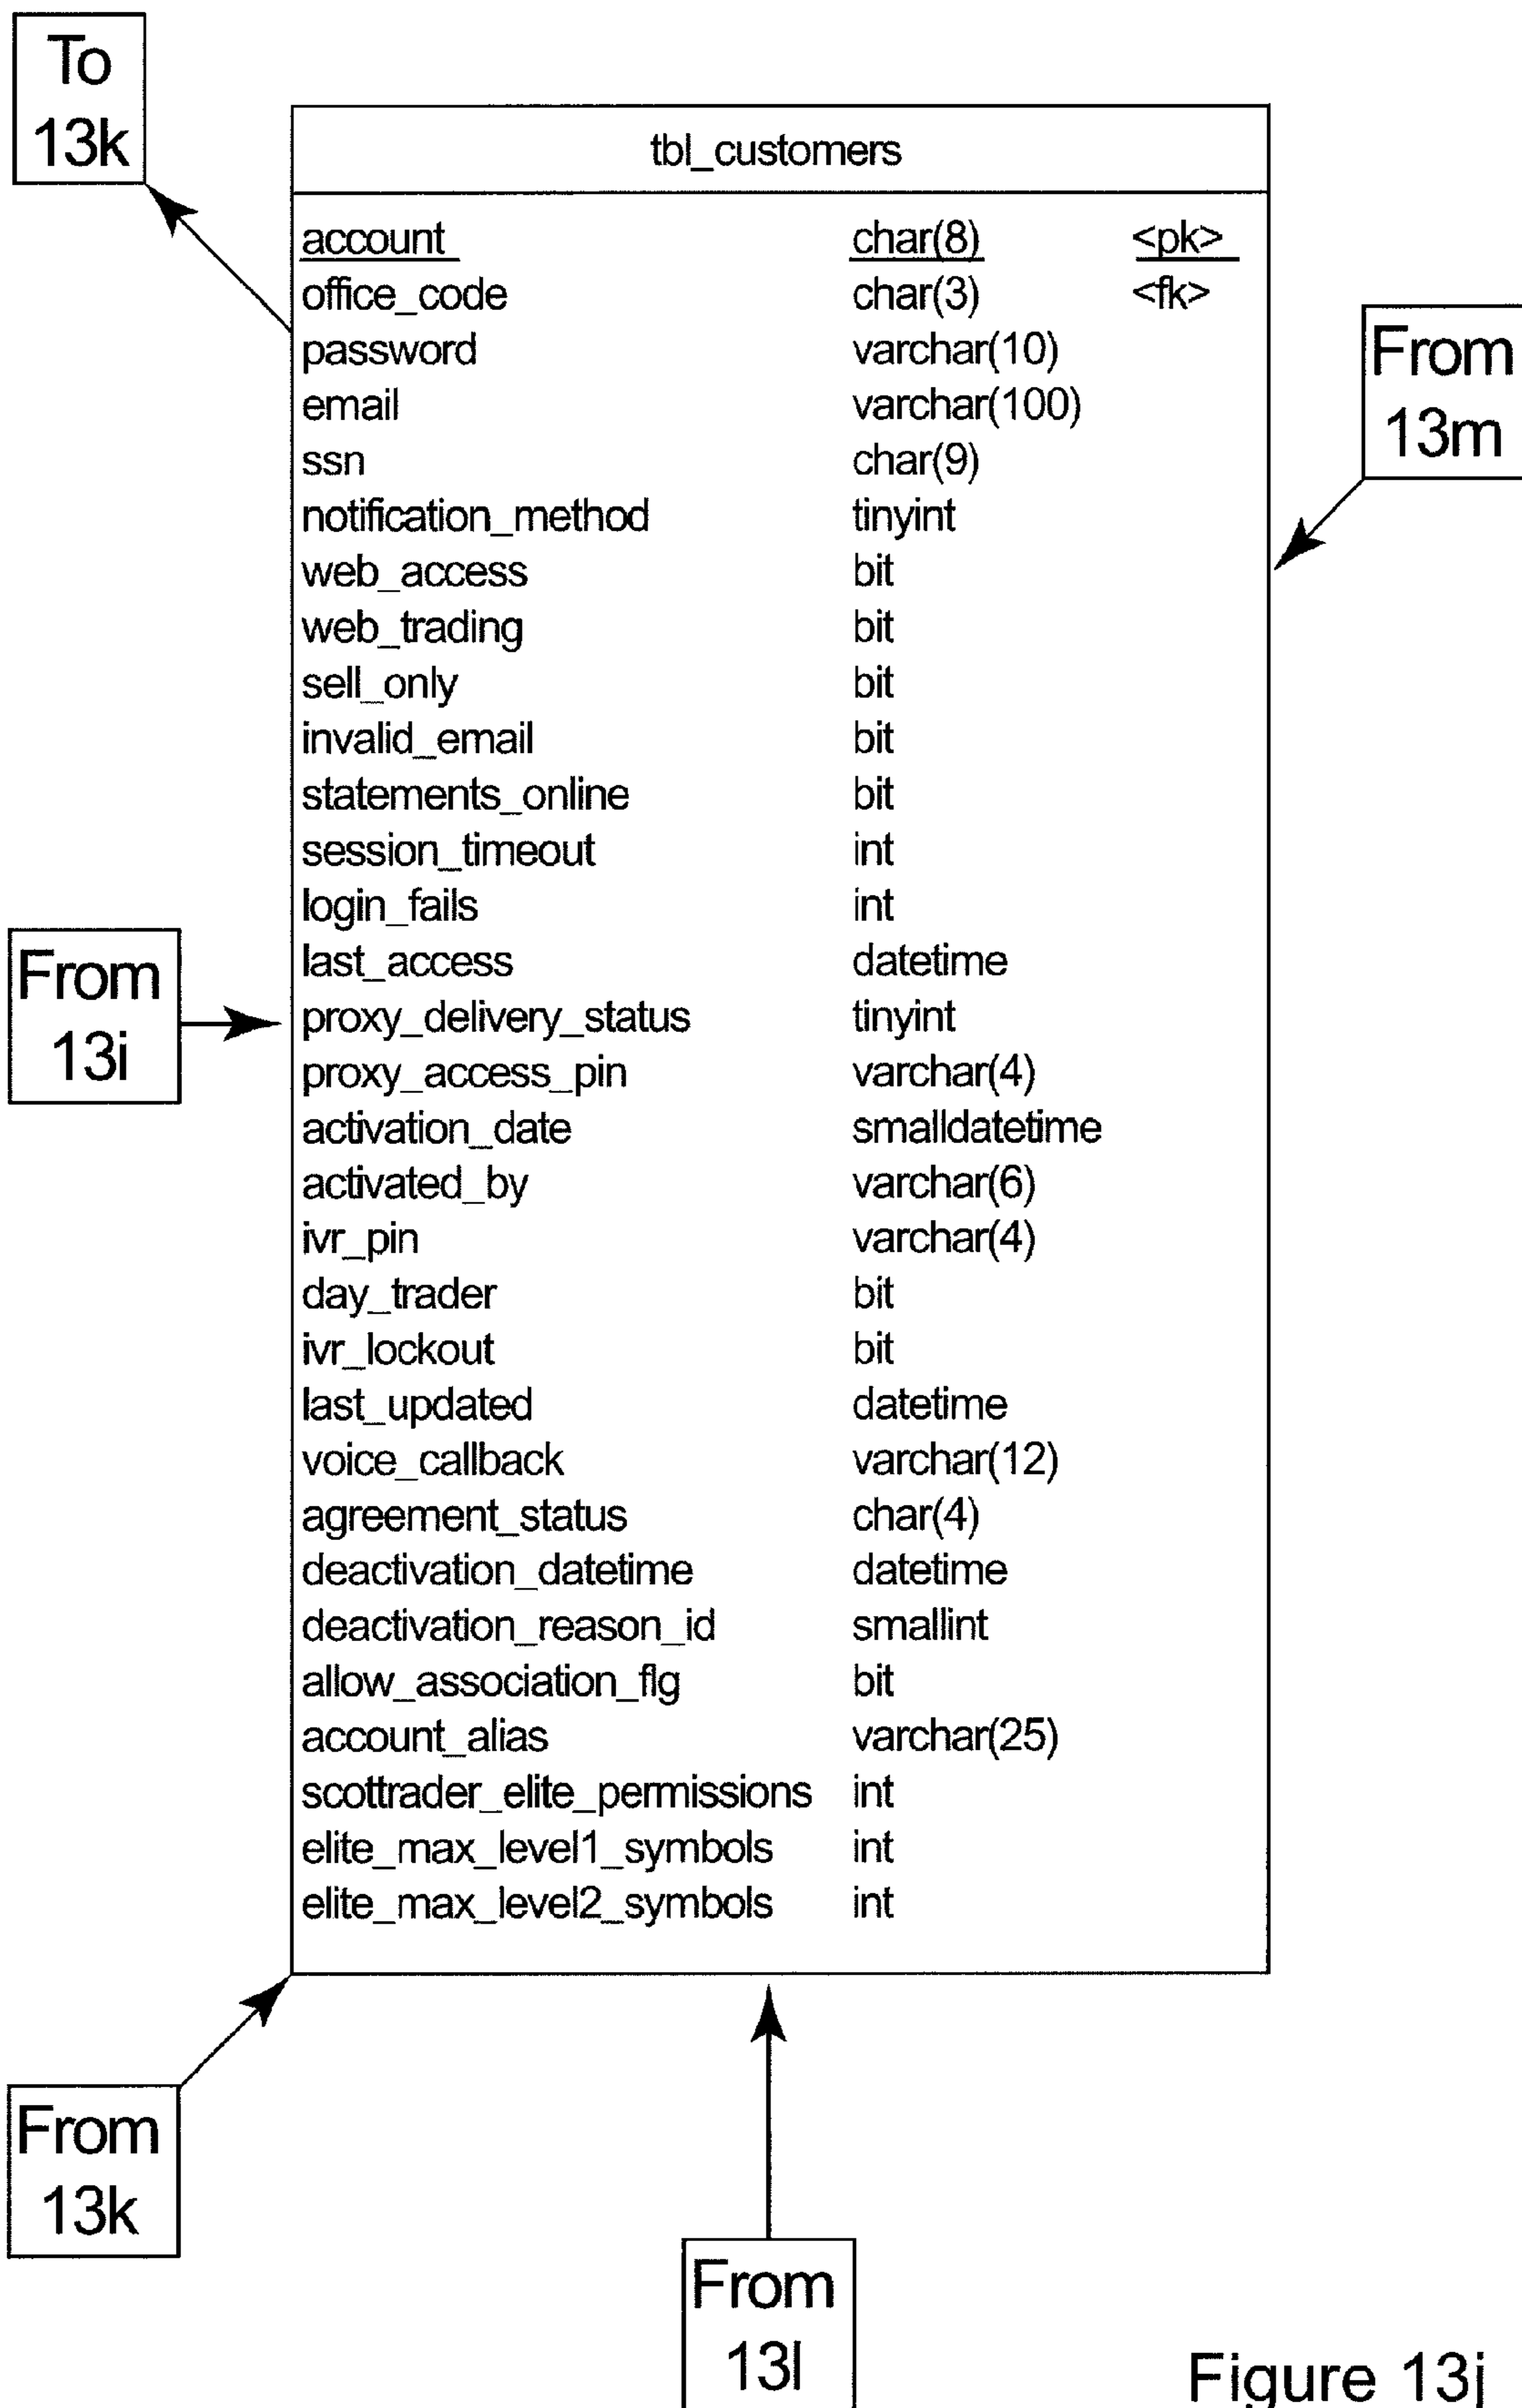 To
13k
tbl_customers
account char(8) <pk>
office_code char(3) <fk>
password varchar(10)
email varchar(100)
ssn char(9)
notification_method tinyint
web_access bit
web_trading bit
sell_only bit
invalid_email bit
statements_online bit
session_timeout int
login_fails int
last_access datetime
proxy_delivery_status tinyint
proxy_access_pin varchar(4)
activation_date smalldatetime
activated_by varchar(6)
ivr_pin varchar(4)
day_trader bit
ivr_lockout bit
last_updated datetime
voice_callback varchar(12)
agreement_status char(4)
deactivation_datetime datetime
deactivation_reason_id smallint
allow_association_flg bit
account_alias varchar(25)
scottrader_elite_permissions int
elite_max_level1_symbols int
elite_max_level2_symbols int
From
13m
From
13i
From
13k
From
13l
Figure 13j